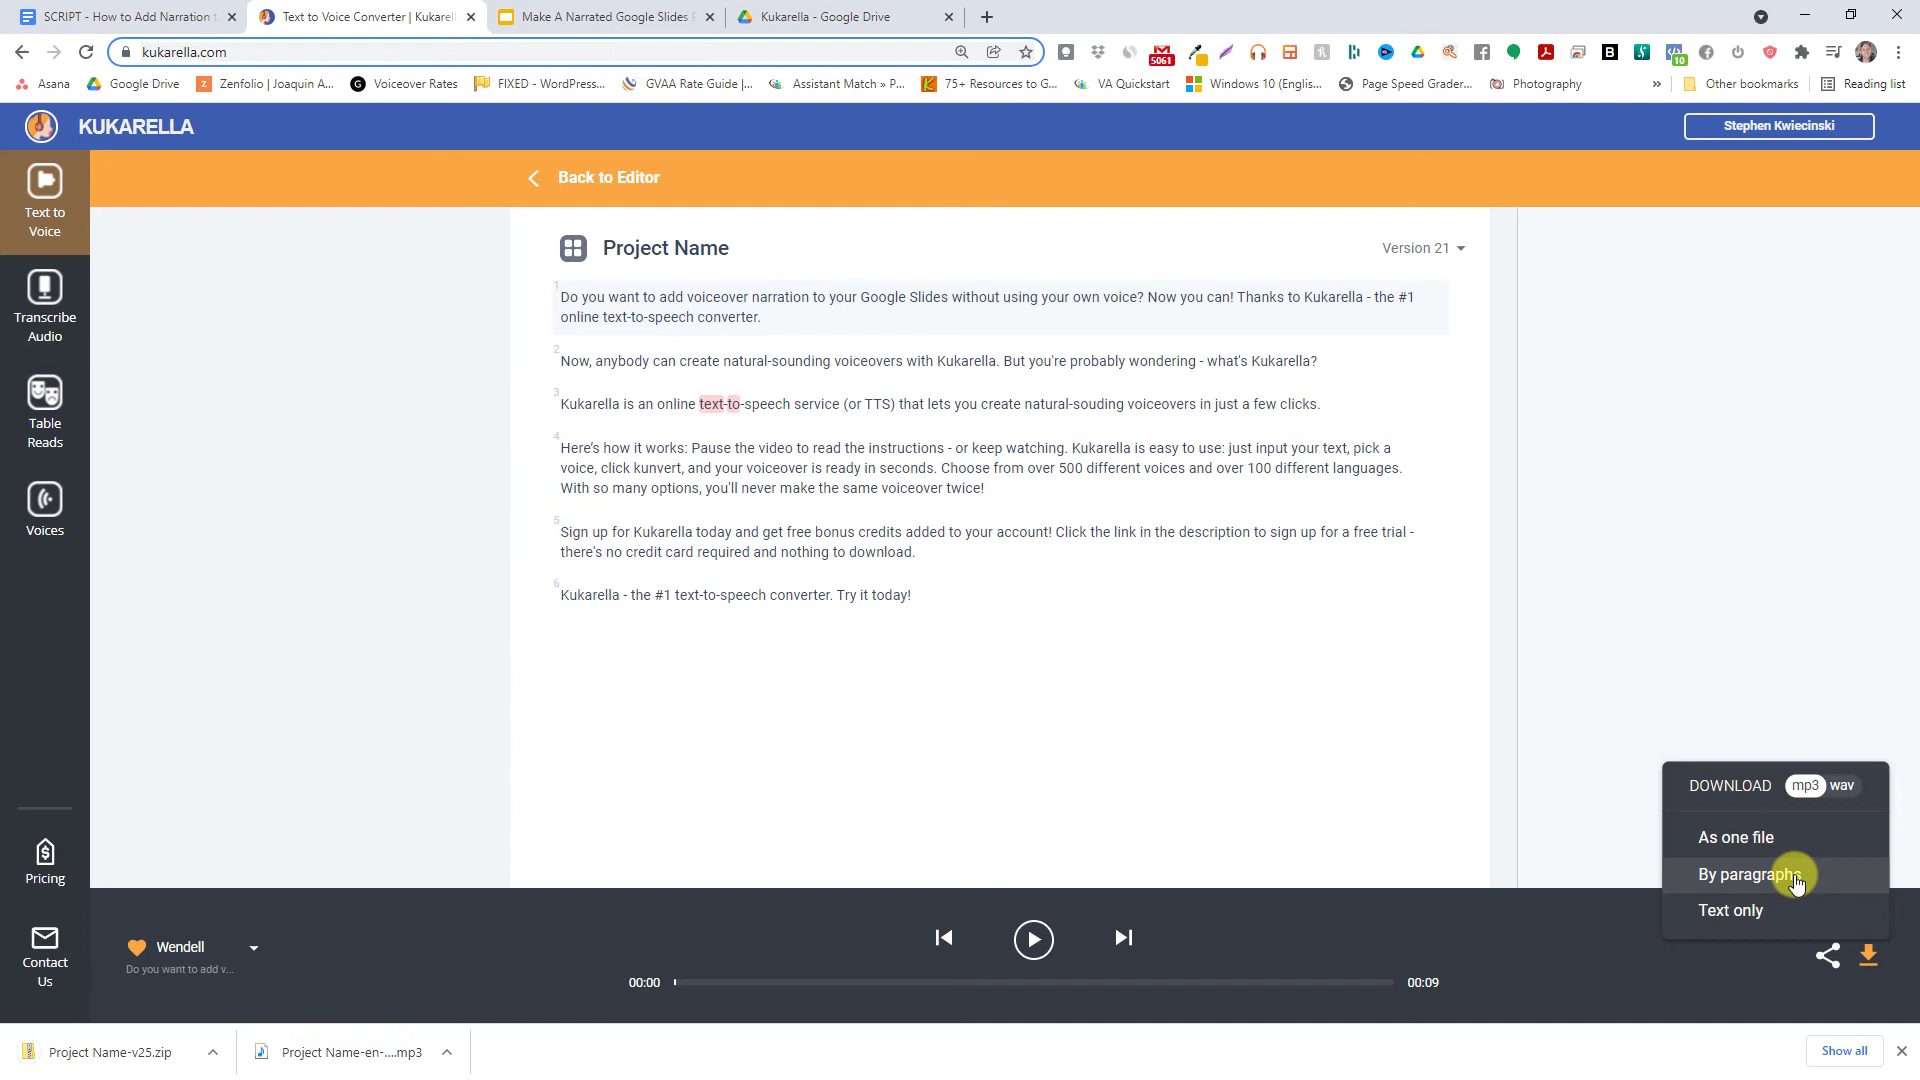 SCRIPT - How to Add Narration t
Text to Voice Converter | Kukarell
Make A Narrated Google Slides P
Kukarella - Google Drive
kukarella.com
5061
10
Asana
Google Drive
Zenfolio | Joaquin A...
Voiceover Rates
FIXED - WordPress...
GVAA Rate Guide |...
Assistant Match » P...
75+ Resources to G...
VA Quickstart
Windows 10 (Englis...
Page Speed Grader...
Photography
»
Other bookmarks
Reading list
KUKARELLA
Stephen Kwiecinski
Back to Editor
Text to
Voice
Transcribe
Audio
Table
Reads
Voices
Pricing
Contact
Us
Project Name
Version 21
1
Do you want to add voiceover narration to your Google Slides without using your own voice? Now you can! Thanks to Kukarella - the #1
online text-to-speech converter.
2
Now, anybody can create natural-sounding voiceovers with Kukarella. But you're probably wondering - what's Kukarella?
3
Kukarella is an online text-to-speech service (or TTS) that lets you create natural-souding voiceovers in just a few clicks.
4
Here's how it works: Pause the video to read the instructions - or keep watching. Kukarella is easy to use: just input your text, pick a
voice, click kunvert, and your voiceover is ready in seconds. Choose from over 500 different voices and over 100 different languages.
With so many options, you'll never make the same voiceover twice!
5
Sign up for Kukarella today and get free bonus credits added to your account! Click the link in the description to sign up for a free trial -
there's no credit card required and nothing to download.
6
Kukarella - the #1 text-to-speech converter. Try it today!
DOWNLOAD mp3 wav
As one file
By paragraphs
Text only
Wendell
Do you want to add v...
00:00
00:09
Project Name-v25.zip
Project Name-en-....mp3
Show all